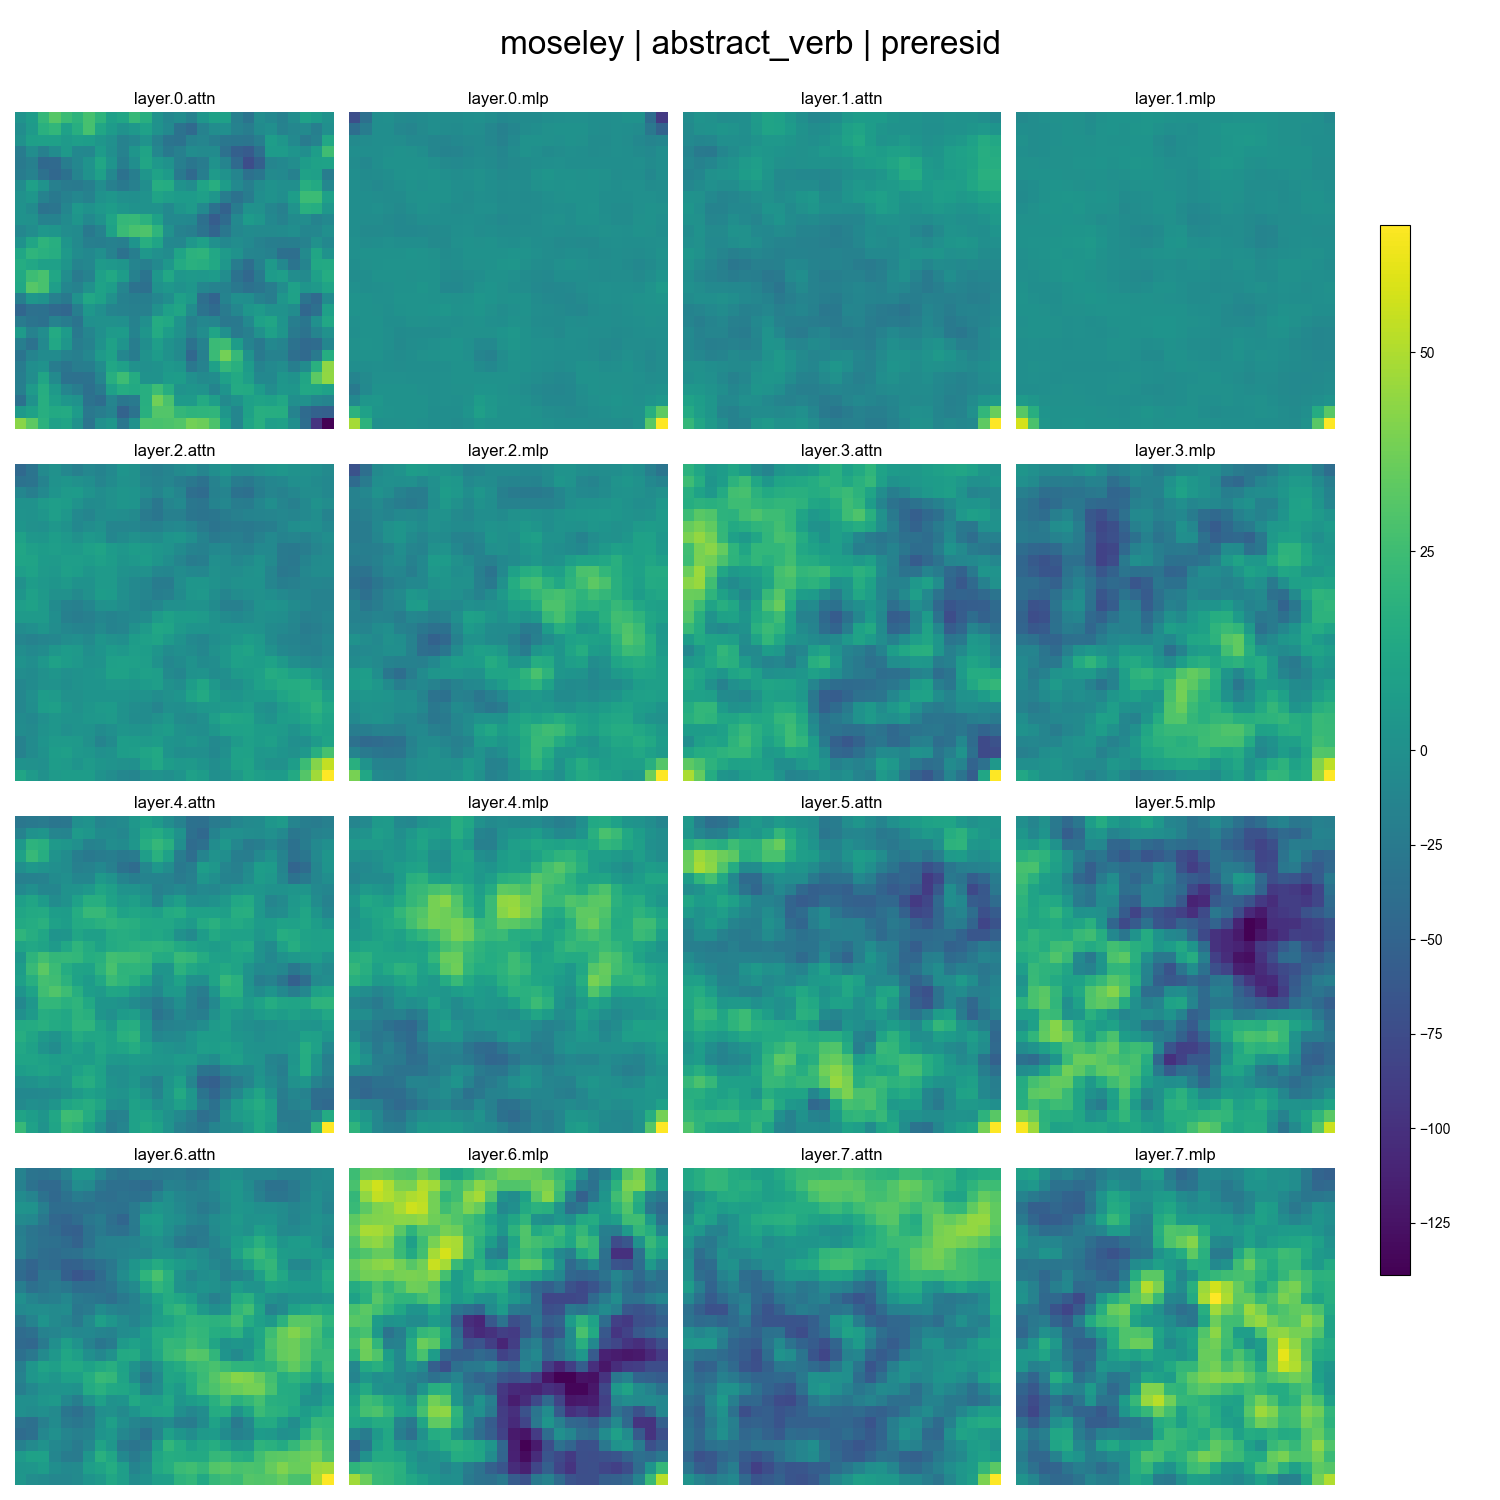 moseley | abstract_verb | preresid
layer.0.attn
layer.0.mlp
layer.1.attn
layer.1.mlp
layer.2.attn
layer.2.mlp
layer.3.attn
layer.3.mlp
layer.4.attn
layer.4.mlp
layer.5.attn
layer.5.mlp
layer.6.attn
layer.6.mlp
layer.7.attn
layer.7.mlp
50
25
0
−25
−50
−75
−100
−125